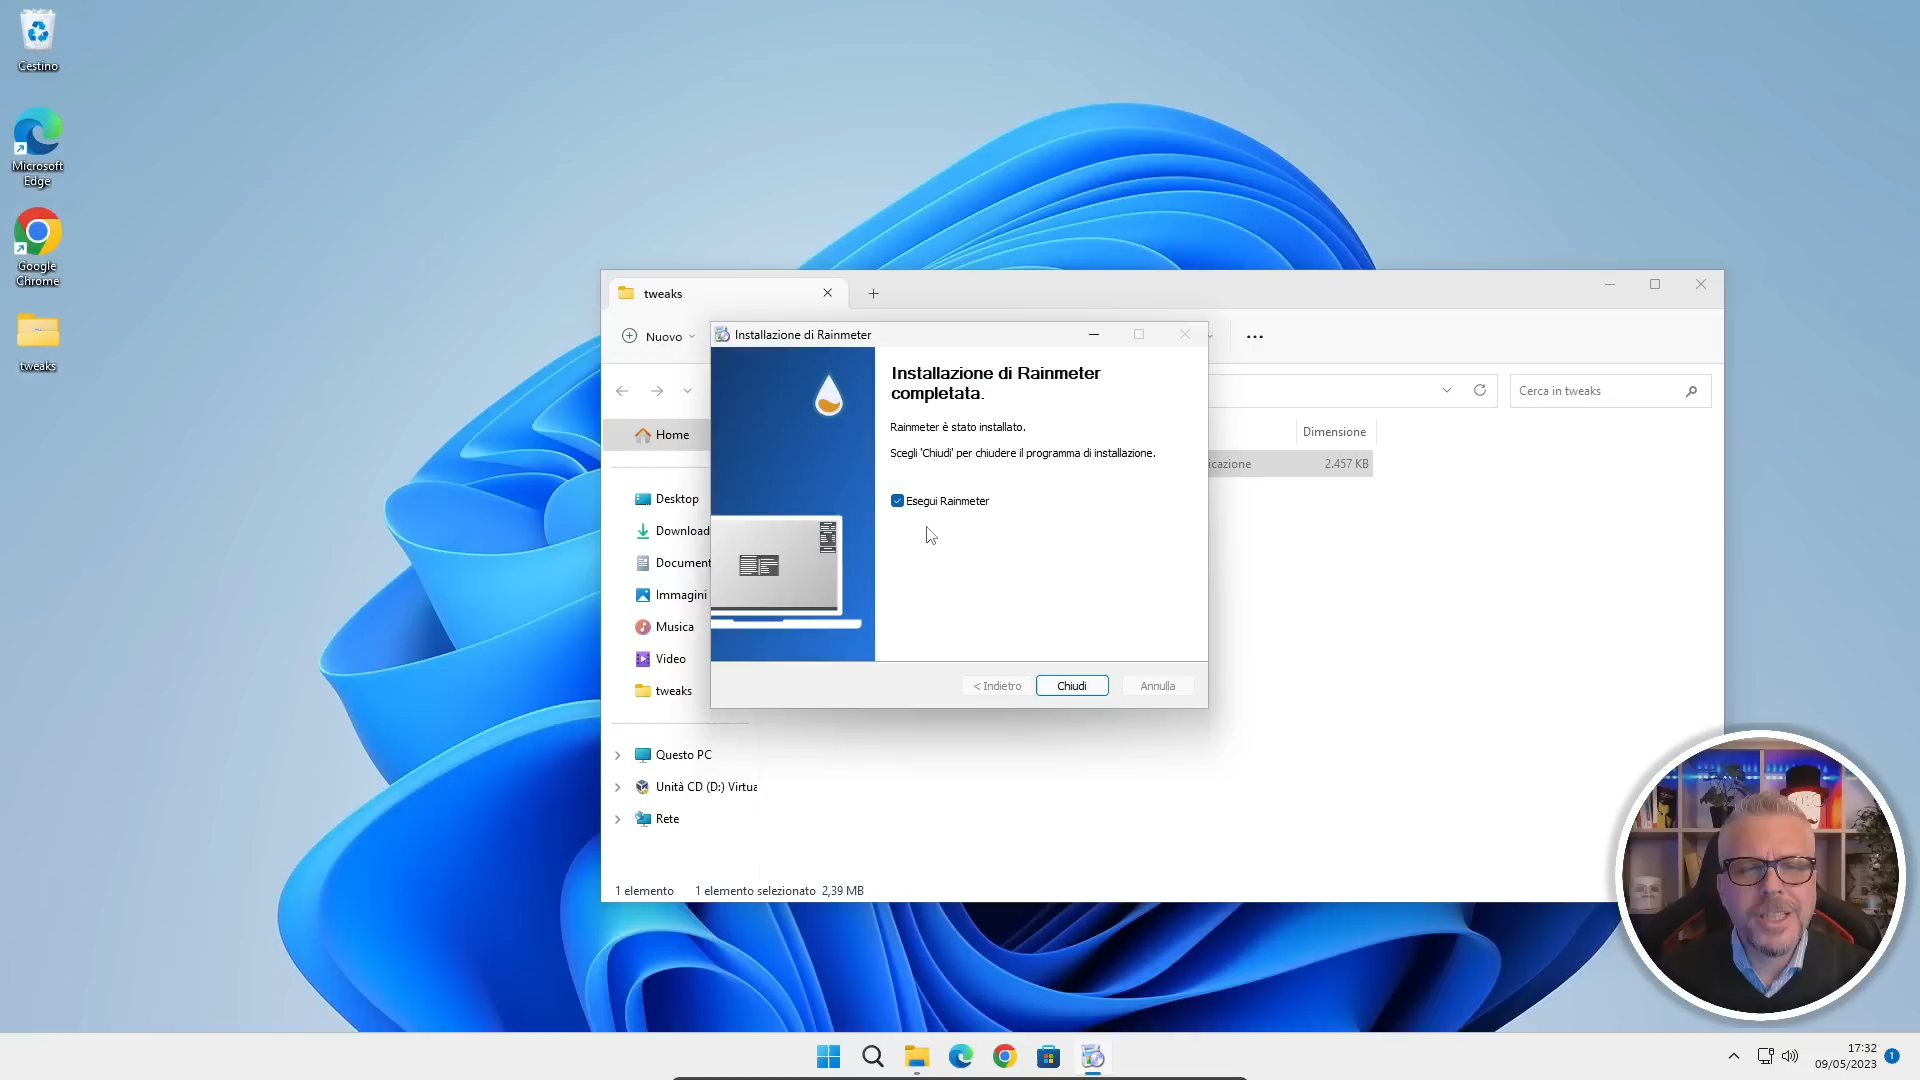 Cestino
Microsoft
Edge
Google
Chrome
tweaks
tweaks
Nuovo
Cerca in tweaks
Home
Dimensione
icazione
2.457 KB
Desktop
Download
Document
Immagini
Musica
Video
tweaks
Questo PC
Unità CD (D:) Virtua
Rete
1 elemento
1 elemento selezionato 2,39 MB
Installazione di Rainmeter
Installazione di Rainmeter
completata.
Rainmeter è stato installato.
Scegli 'Chiudi' per chiudere il programma di installazione.
Esegui Rainmeter
< Indietro
Chiudi
Annulla
17:32
09/05/2023
1